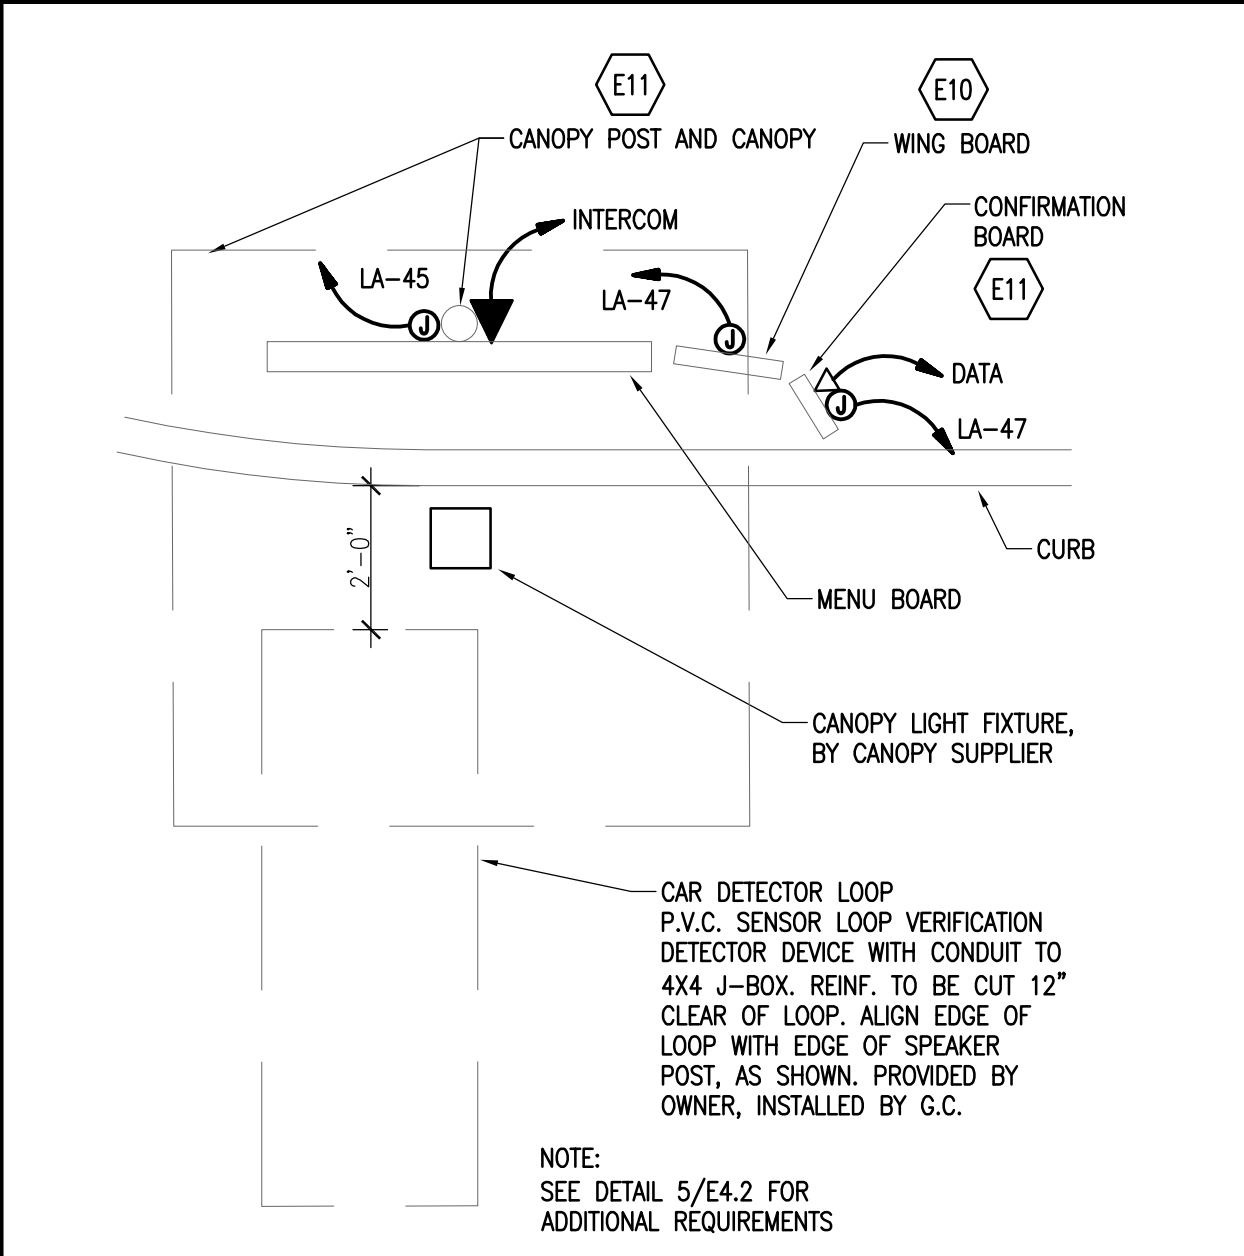 E11
CANOPY POST AND CANOPY
E10
WING BOARD
INTERCOM
CONFIRMATION
BOARD
E11
LA-45
LA-47
J
J
DATA
J
LA-47
2'-0"
CURB
MENU BOARD
CANOPY LIGHT FIXTURE,
BY CANOPY SUPPLIER
CAR DETECTOR LOOP
P.V.C. SENSOR LOOP VERIFICATION
DETECTOR DEVICE WITH CONDUIT TO
4X4 J-BOX. REINF. TO BE CUT 12"
CLEAR OF LOOP. ALIGN EDGE OF
LOOP WITH EDGE OF SPEAKER
POST, AS SHOWN. PROVIDED BY
OWNER, INSTALLED BY G.C.
NOTE:
SEE DETAIL 5/E4.2 FOR
ADDITIONAL REQUIREMENTS